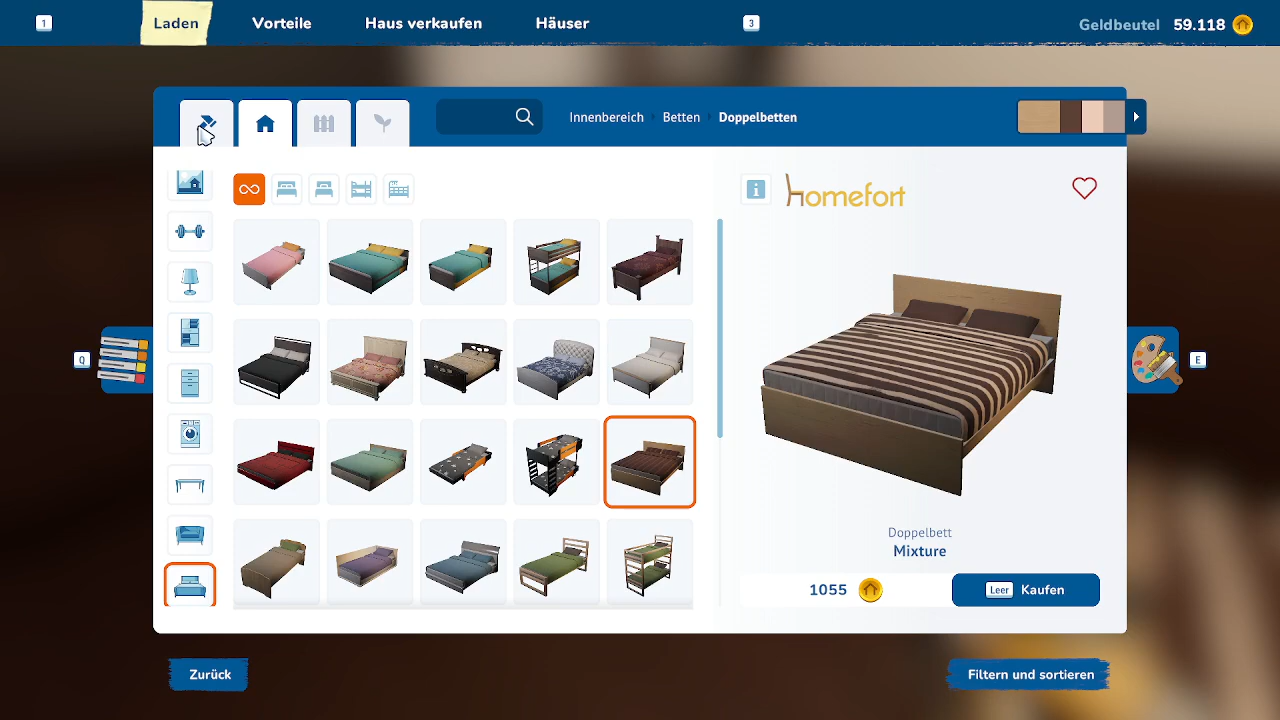 1
Laden
Vorteile
Haus verkaufen
Häuser
3
Geldbeutel 59.118
Innenbereich › Betten › Doppelbetten
homefort
Q
E
Doppelbett
Mixture
1055
Leer Kaufen
Zurück
Filtern und sortieren